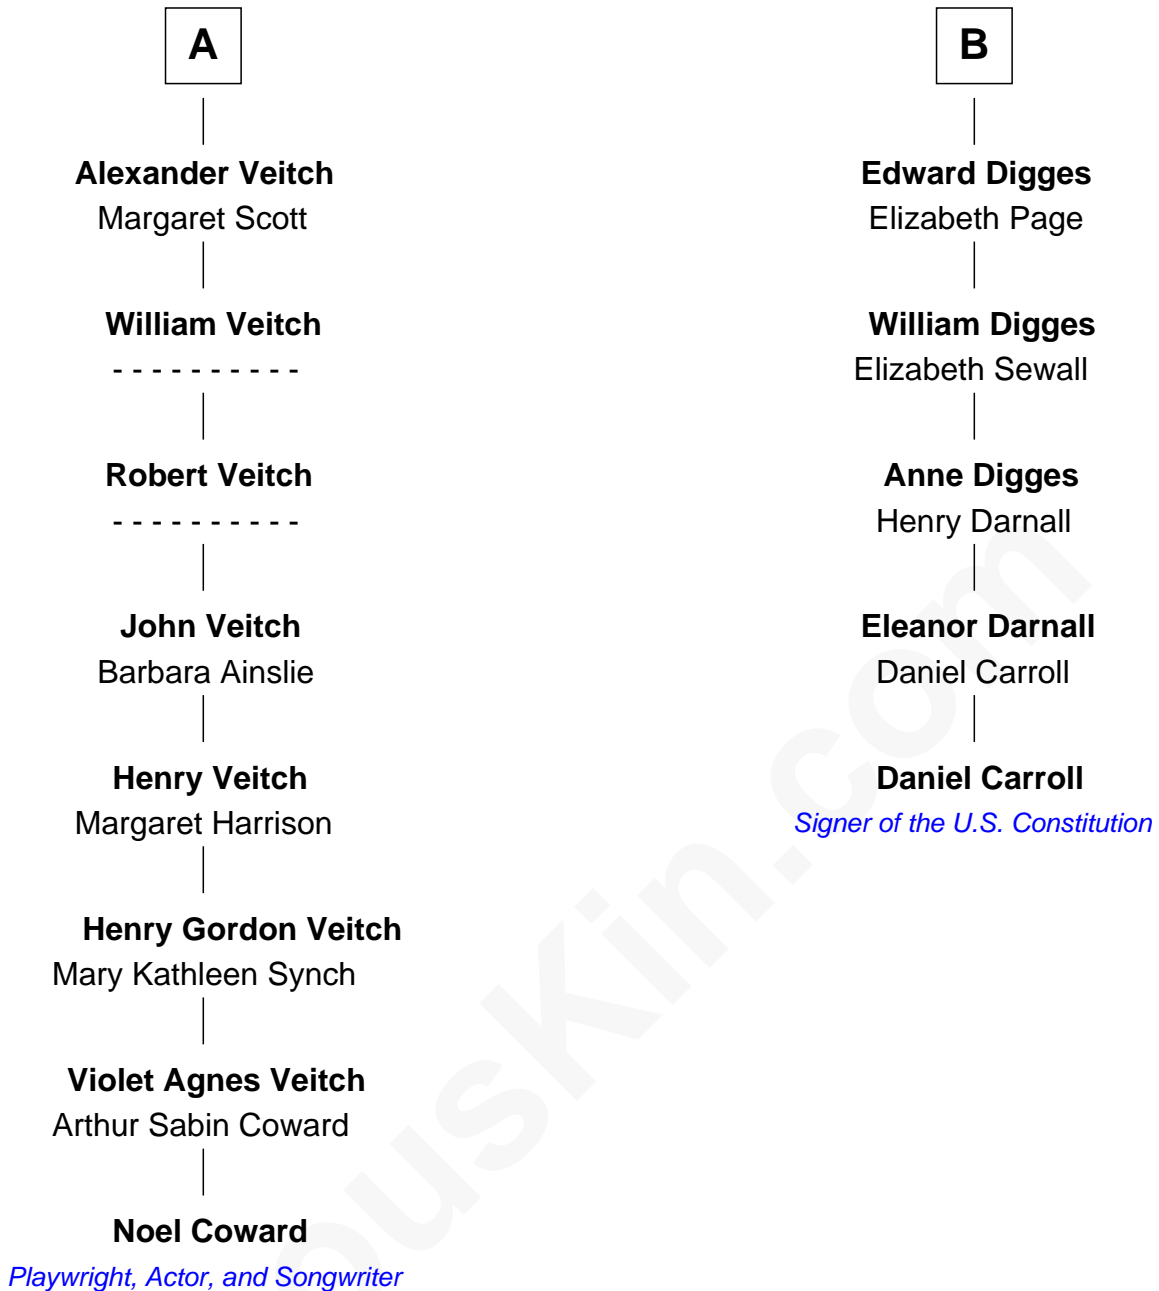 A
Alexander Veitch
Margaret Scott
William Veitch
- - - - - - - - - -
Robert Veitch
- - - - - - - - - -
John Veitch
Barbara Ainslie
Henry Veitch
Margaret Harrison
Henry Gordon Veitch
Mary Kathleen Synch
Violet Agnes Veitch
Arthur Sabin Coward
Noel Coward
Playwright, Actor, and Songwriter
B
Edward Digges
Elizabeth Page
William Digges
Elizabeth Sewall
Anne Digges
Henry Darnall
Eleanor Darnall
Daniel Carroll
Daniel Carroll
Signer of the U.S. Constitution
ousKin.com